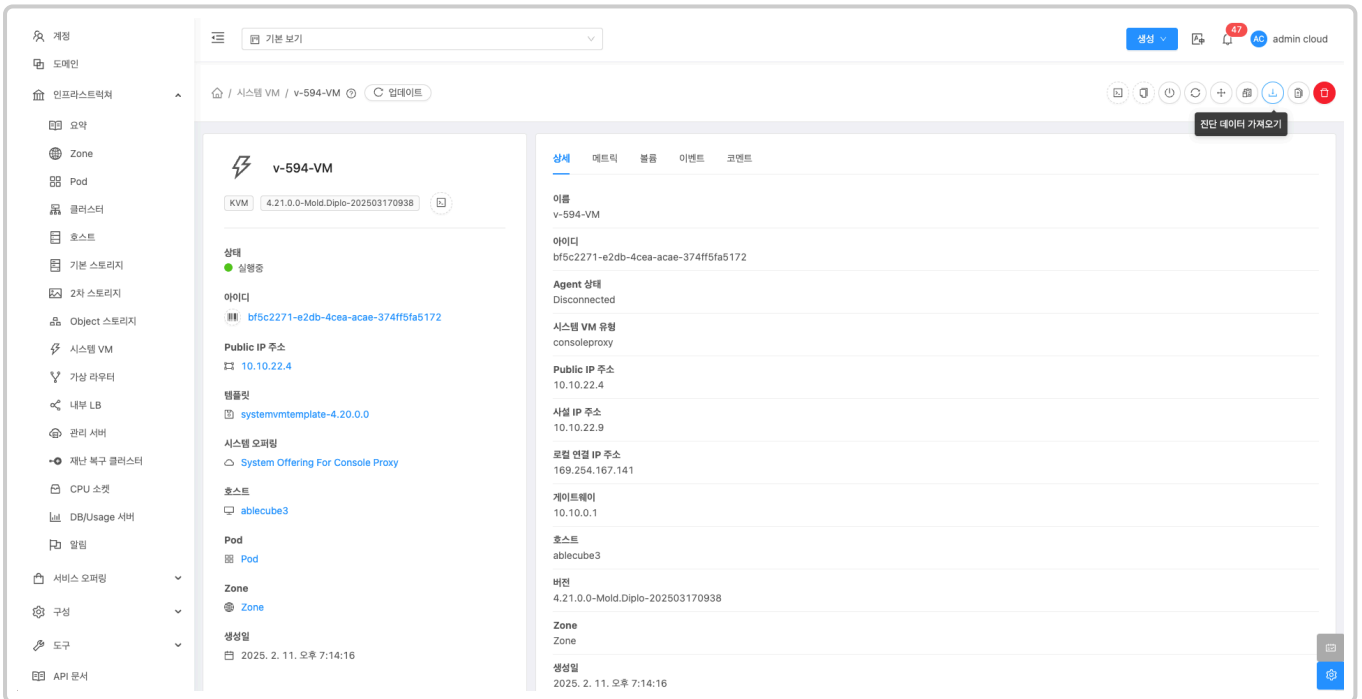 계정
도메인
인프라스트럭쳐
요약
Zone
Pod
클러스터
호스트
기본 스토리지
2차 스토리지
Object 스토리지
시스템 VM
가상 라우터
내부 LB
관리 서버
재난 복구 클러스터
CPU 소켓
DB/Usage 서버
알림
서비스 오퍼링
구성
도구
API 문서
기본 보기
생성
47
AC admin cloud
/ 시스템 VM / v-594-VM 업데이트
진단 데이터 가져오기
v-594-VM
KVM 4.21.0.0-Mold.Diplo-202503170938
상태
실행중
아이디
bf5c2271-e2db-4cea-acae-374ff5fa5172
Public IP 주소
10.10.22.4
템플릿
systemvmtemplate-4.20.0.0
시스템 오퍼링
System Offering For Console Proxy
호스트
ablecube3
Pod
Pod
Zone
Zone
생성일
2025. 2. 11. 오후 7:14:16
상세 메트릭 볼륨 이벤트 코멘트
이름
v-594-VM
아이디
bf5c2271-e2db-4cea-acae-374ff5fa5172
Agent 상태
Disconnected
시스템 VM 유형
consoleproxy
Public IP 주소
10.10.22.4
사설 IP 주소
10.10.22.9
로컬 연결 IP 주소
169.254.167.141
게이트웨이
10.10.0.1
호스트
ablecube3
버전
4.21.0.0-Mold.Diplo-202503170938
Zone
Zone
생성일
2025. 2. 11. 오후 7:14:16